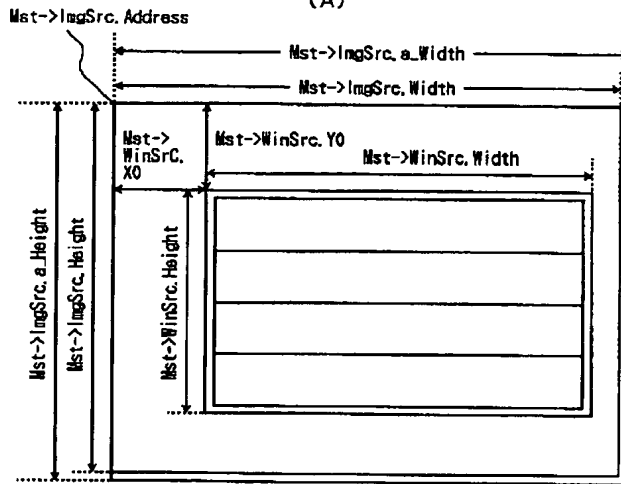 (A)
Mst->ImgSrc.Address
Mst->ImgSrc.a_Width
Mst->ImgSrc.Width
Mst->
WinSrC.
X0
Mst->WinSrc.Y0
Mst->WinSrc.Width
Mst->ImgSrc.a_Height
Mst->ImgSrc.Height
Mst->WinSrc.Height